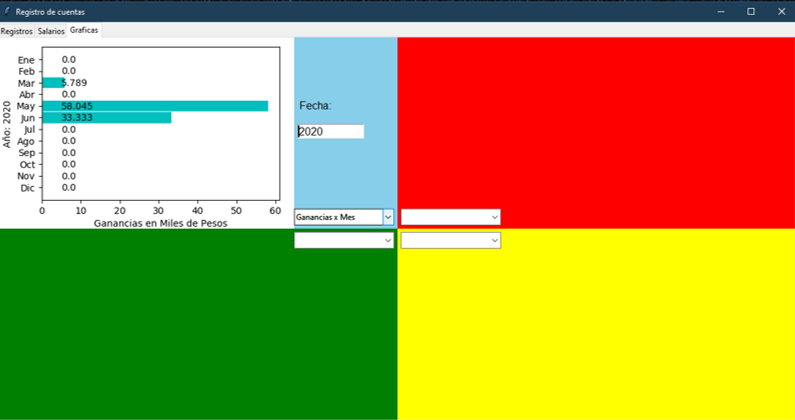 Registro de cuentas
Registros Salarios Graficas
Ene 0.0
Feb 0.0
Mar 5.789
Abr 0.0
May 58.045
Jun 33.333
Jul 0.0
Ago 0.0
Sep 0.0
Oct 0.0
Nov 0.0
Dic 0.0
Año: 2020
0 10 20 30 40 50 60
Ganancias en Miles de Pesos
Fecha:
2020
Ganancias x Mes